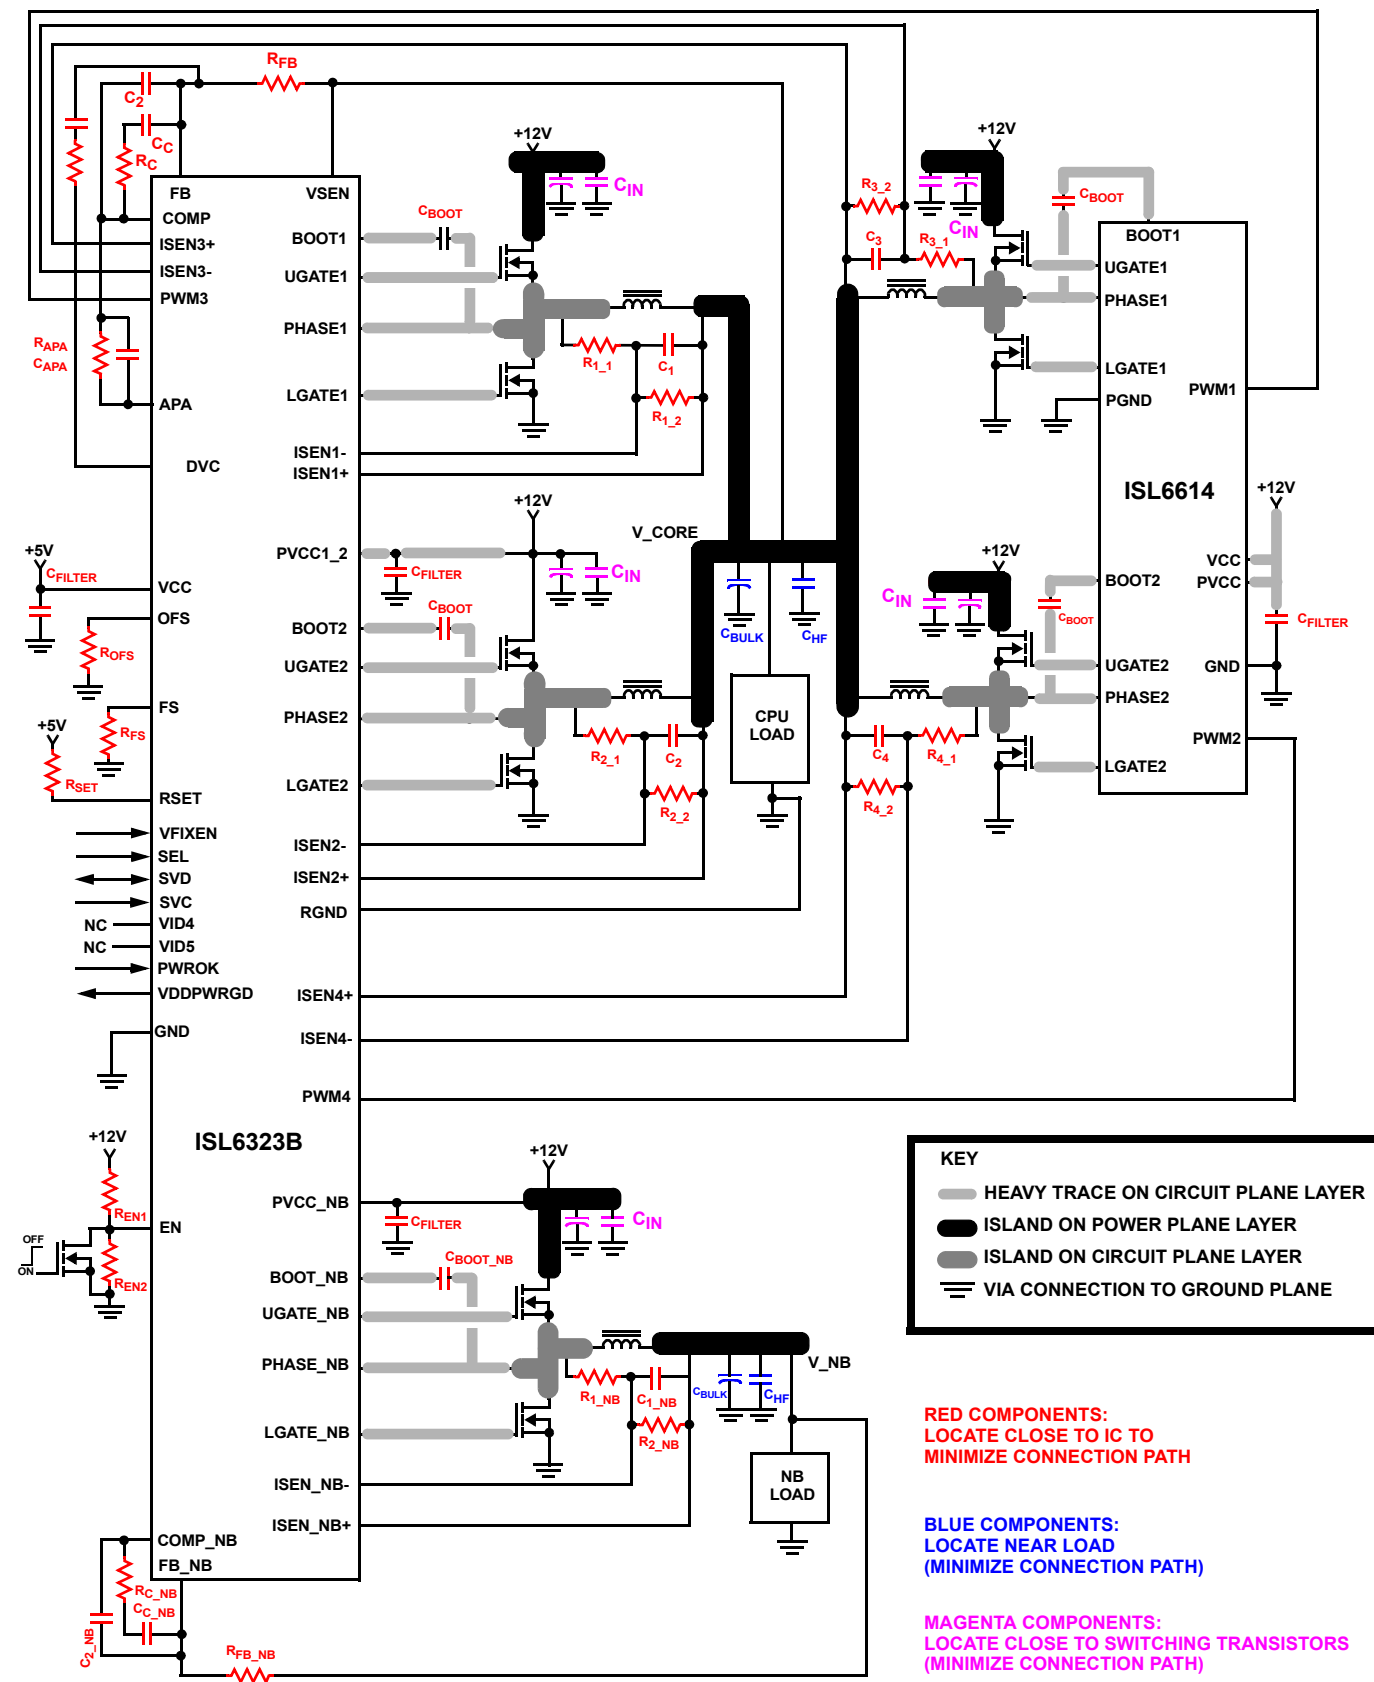 RFB
C2
CC
RC
+12V
+12V
CIN
CBOOT
R3_2
CBOOT
CIN
C3
R3_1
FB
VSEN
COMP
ISEN3+
ISEN3-
PWM3
BOOT1
UGATE1
PHASE1
LGATE1
BOOT1
UGATE1
PHASE1
LGATE1
PGND
PWM1
RAPA
CAPA
APA
R1_1
C1
R1_2
ISEN1-
ISEN1+
DVC
ISL6614
+12V
+12V
V_CORE
+5V
CFILTER
VCC
PVCC1_2
CFILTER
CIN
+12V
CIN
VCC
PVCC
OFS
ROFS
BOOT2
CBOOT
CBULK
CHF
BOOT2
CBOOT
CFILTER
UGATE2
UGATE2
GND
FS
RFS
PHASE2
PHASE2
CPU
LOAD
PWM2
+5V
RSET
RSET
R2_1
C2
C4
R4_1
LGATE2
LGATE2
R2_2
R4_2
VFIXEN
SEL
SVD
SVC
NC
VID4
NC
VID5
PWROK
VDDPWRGD
GND
ISEN2-
ISEN2+
RGND
ISEN4+
ISEN4-
PWM4
ISL6323B
+12V
REN1
EN
OFF
ON
REN2
+12V
PVCC_NB
CFILTER
CIN
BOOT_NB
CBOOT_NB
UGATE_NB
PHASE_NB
LGATE_NB
V_NB
R1_NB
C1_NB
R2_NB
CBULK
CHF
ISEN_NB-
ISEN_NB+
NB
LOAD
COMP_NB
FB_NB
RC_NB
CC_NB
C2_NB
RFB_NB
KEY
HEAVY TRACE ON CIRCUIT PLANE LAYER
ISLAND ON POWER PLANE LAYER
ISLAND ON CIRCUIT PLANE LAYER
VIA CONNECTION TO GROUND PLANE
RED COMPONENTS:
LOCATE CLOSE TO IC TO
MINIMIZE CONNECTION PATH
BLUE COMPONENTS:
LOCATE NEAR LOAD
(MINIMIZE CONNECTION PATH)
MAGENTA COMPONENTS:
LOCATE CLOSE TO SWITCHING TRANSISTORS
(MINIMIZE CONNECTION PATH)